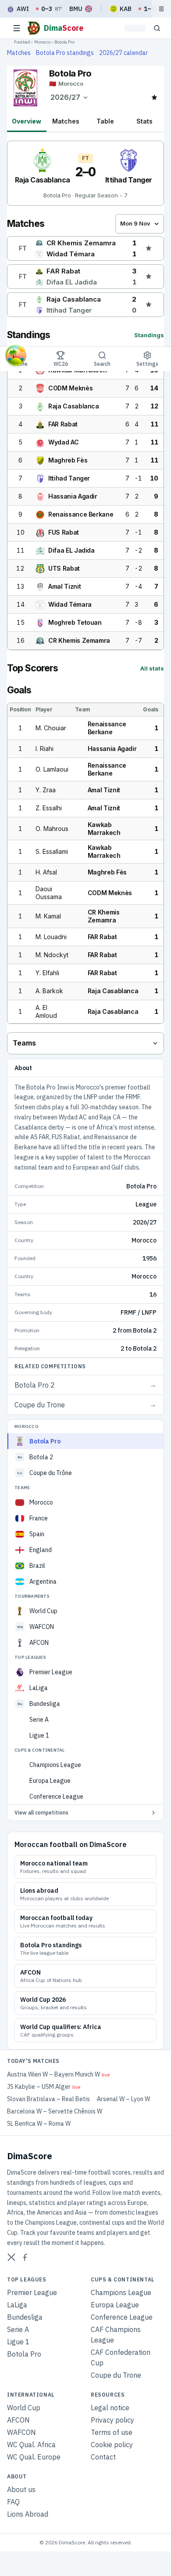 AWI 0–3 87' BMU KAB 1–
DimaScore
Football › Morocco › Botola Pro
Matches Botola Pro standings 2026/27 calendar
Botola Pro
Morocco
2026/27
Overview Matches Table Stats
FT
Raja Casablanca 2–0 Ittihad Tanger
Botola Pro · Regular Season - 7
Matches
Mon 9 Nov
FT CR Khemis Zemamra 1
Widad Témara 1
FT FAR Rabat 3
Difaa EL Jadida 1
FT Raja Casablanca 2
Ittihad Tanger 0
Standings Standings
WC26 Search Settings
2 CODM Meknès 7 6 14
3 Raja Casablanca 7 2 12
4 FAR Rabat 6 4 11
5 Wydad AC 7 1 11
6 Maghreb Fès 7 1 11
7 Ittihad Tanger 7 -1 10
8 Hassania Agadir 7 2 9
9 Renaissance Berkane 6 2 8
10 FUS Rabat 7 -1 8
11 Difaa EL Jadida 7 -2 8
12 UTS Rabat 7 -2 8
13 Amal Tiznit 7 -4 7
14 Widad Témara 7 3 6
15 Moghreb Tetouan 7 -8 3
16 CR Khemis Zemamra 7 -7 2
Top Scorers All stats
Goals
Position Player Team Goals
1 M. Chouiar Renaissance Berkane 1
1 I. Riahi Hassania Agadir 1
1 O. Lamlaoui Renaissance Berkane 1
1 Y. Zraa Amal Tiznit 1
1 Z. Essalhi Amal Tiznit 1
1 O. Mahrous Kawkab Marrakech 1
1 S. Essallami Kawkab Marrakech 1
1 H. Afsal Maghreb Fès 1
1 Daoui Oussama CODM Meknès 1
1 M. Kamal CR Khemis Zemamra 1
1 M. Louadni FAR Rabat 1
1 M. Ndockyt FAR Rabat 1
1 Y. Elfahli FAR Rabat 1
1 A. Barkok Raja Casablanca 1
1 A. El Amloud Raja Casablanca 1
Teams
About
The Botola Pro Inwi is Morocco's premier football
league, organized by the LNFP under the FRMF.
Sixteen clubs play a full 30-matchday season. The
rivalry between Wydad AC and Raja CA — the
Casablanca derby — is one of Africa's most intense,
while AS FAR, FUS Rabat, and Renaissance de
Berkane have all lifted the title in recent years. The
league is a key supplier of talent to the Moroccan
national team and to European and Gulf clubs.
Competition Botola Pro
Type League
Season 2026/27
Country Morocco
Founded 1956
Country Morocco
Teams 16
Governing body FRMF / LNFP
Promotion 2 from Botola 2
Relegation 2 to Botola 2
RELATED COMPETITIONS
Botola Pro 2 →
Coupe du Trone →
MOROCCO
Botola Pro
Botola 2
Coupe du Trône
TEAMS
Morocco
France
Spain
England
Brazil
Argentina
TOURNAMENTS
World Cup
WAFCON
AFCON
TOP LEAGUES
Premier League
LaLiga
Bundesliga
Serie A
Ligue 1
CUPS & CONTINENTAL
Champions League
Europa League
Conference League
View all competitions
Moroccan football on DimaScore
Morocco national team
Fixtures, results and squad
Lions abroad
Moroccan players at clubs worldwide
Moroccan football today
Live Moroccan matches and results
Botola Pro standings
The live league table
AFCON
Africa Cup of Nations hub
World Cup 2026
Groups, bracket and results
World Cup qualifiers: Africa
CAF qualifying groups
TODAY'S MATCHES
Austria Wien W – Bayern Munich W live
JS Kabylie – USM Alger live
Slovan Bratislava – Real Betis Arsenal W – Lyon W
Barcelona W – Servette Chênois W
SL Benfica W – Roma W
DimaScore
DimaScore delivers real-time football scores, results and
standings from hundreds of leagues, cups and
tournaments around the world. Follow live match events,
lineups, statistics and player ratings across Europe,
Africa, the Americas and Asia — from domestic leagues
to the Champions League, continental cups and the World
Cup. Track your favourite teams and players and get
every result the moment it happens.
TOP LEAGUES
Premier League
LaLiga
Bundesliga
Serie A
Ligue 1
Botola Pro
CUPS & CONTINENTAL
Champions League
Europa League
Conference League
CAF Champions League
CAF Confederation Cup
Coupe du Trone
INTERNATIONAL
World Cup
AFCON
WAFCON
WC Qual. Africa
WC Qual. Europe
RESOURCES
Legal notice
Privacy policy
Terms of use
Cookie policy
Contact
ABOUT
About us
FAQ
Lions Abroad
© 2026 DimaScore. All rights reserved.